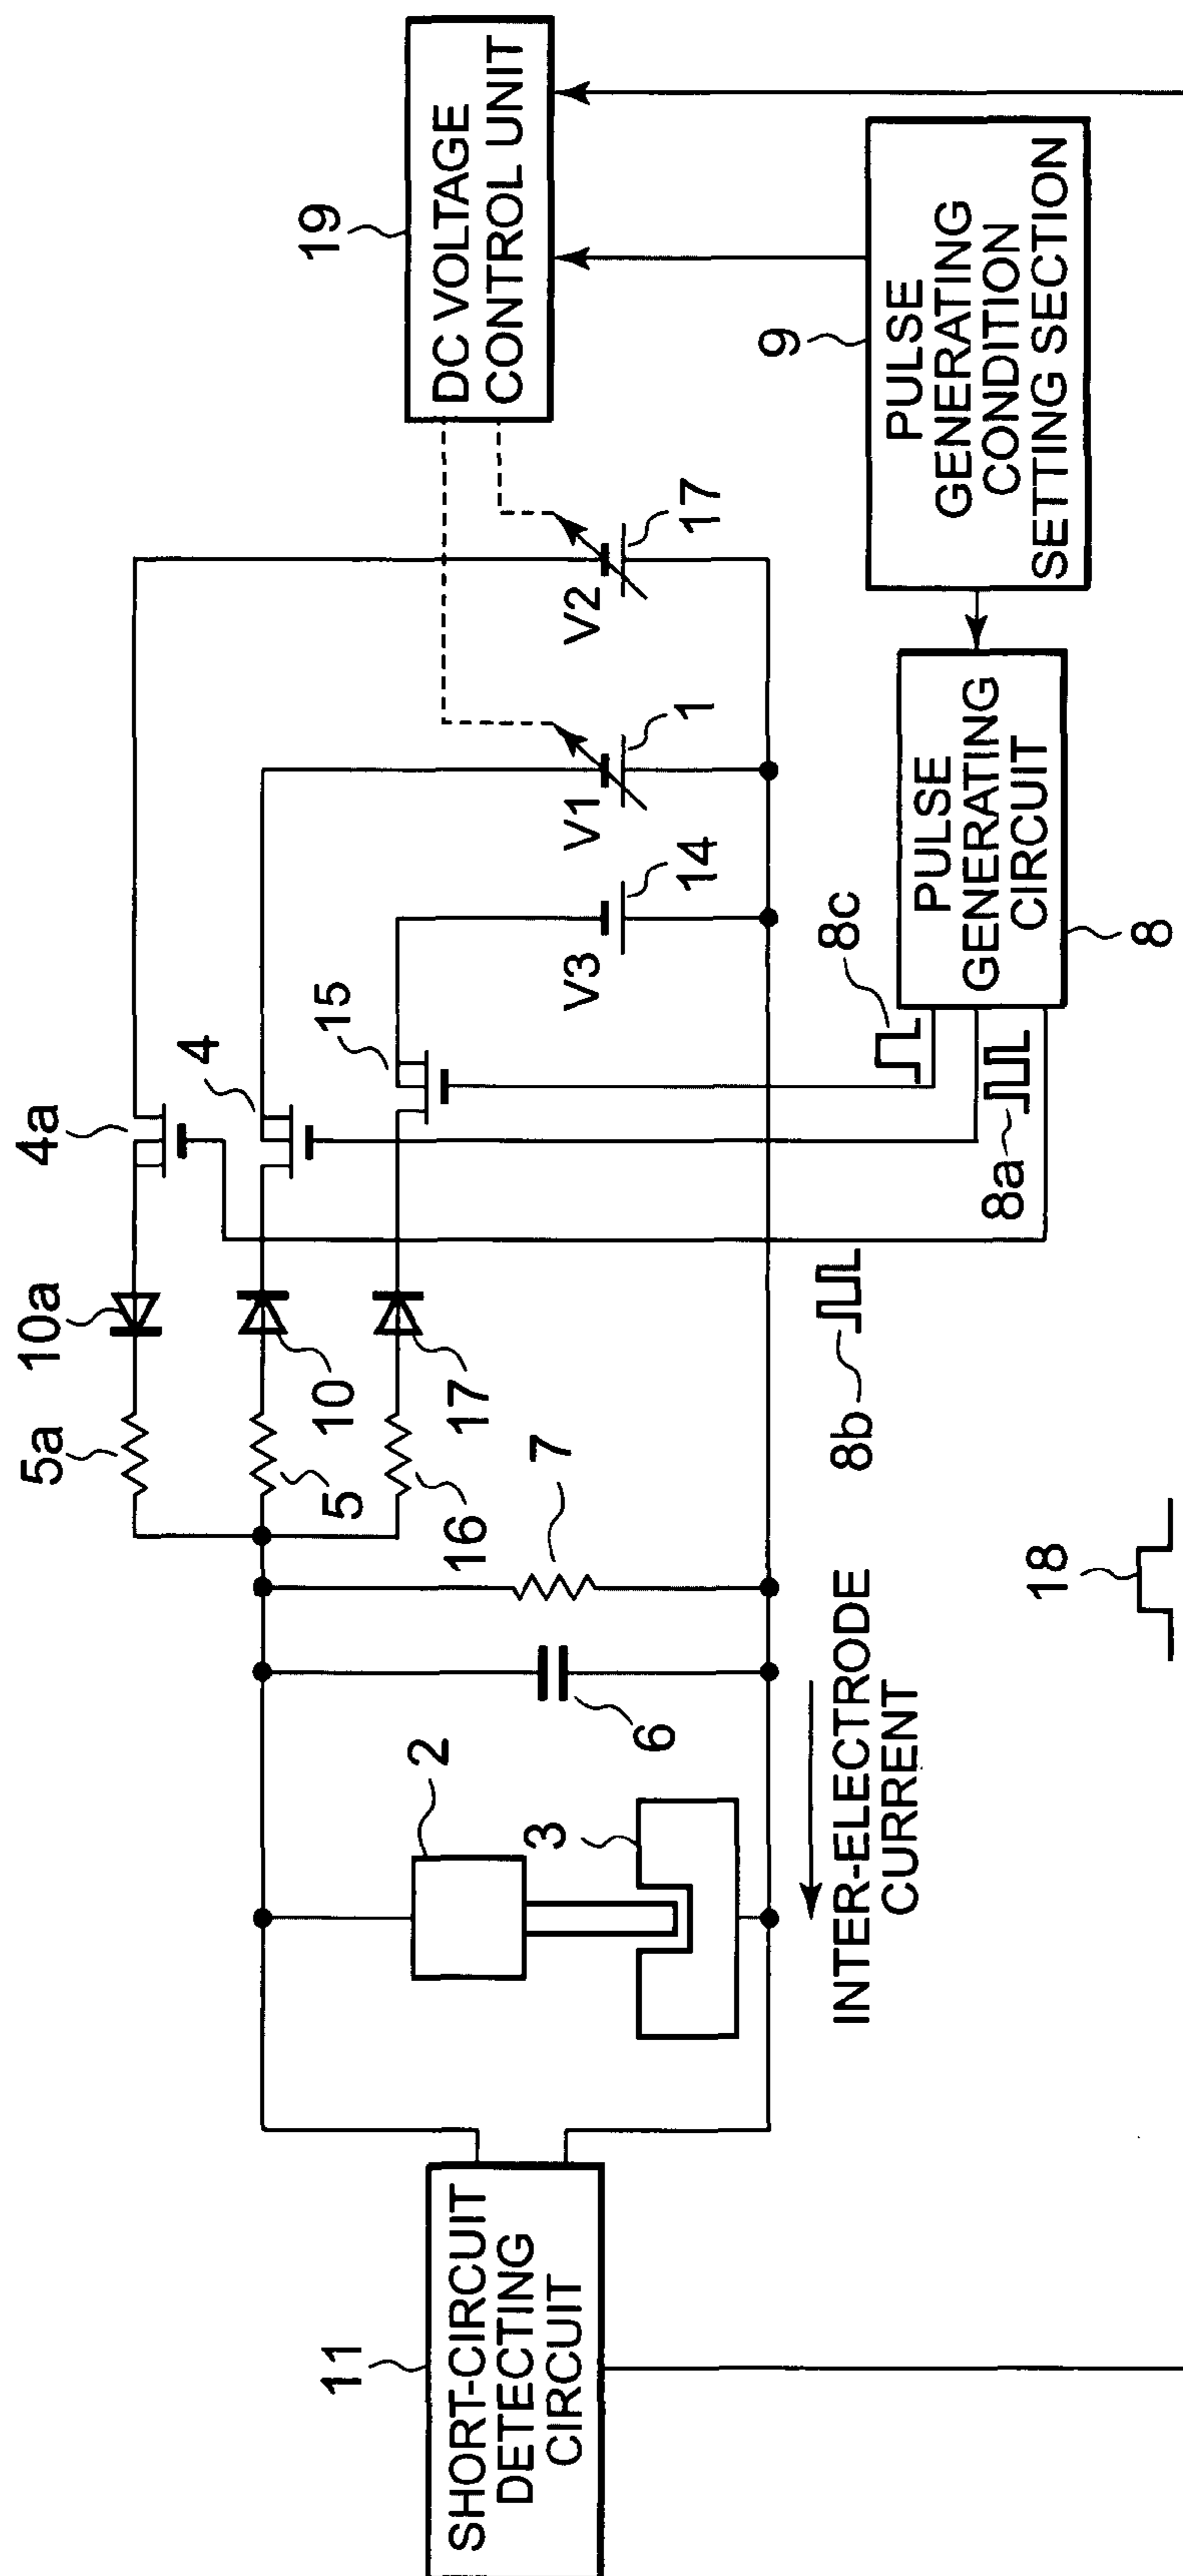 11
SHORT-CIRCUIT
DETECTING
CIRCUIT
2
3
6
7
INTER-ELECTRODE
CURRENT
18
5a
10a
4a
5
10
4
16
17
15
8b
8a
8c
V3
14
V1
1
V2
17
19
DC VOLTAGE
CONTROL UNIT
PULSE
GENERATING
CIRCUIT
8
9
PULSE
GENERATING
CONDITION
SETTING SECTION